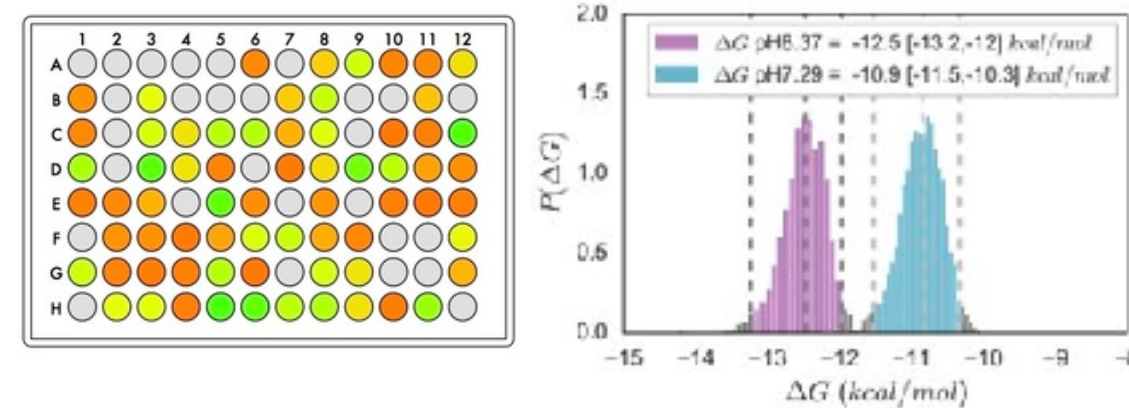 1 2 3 4 5 6 7 8 9 10 11 12
A
B
C
D
E
F
G
H
2.0
1.5
1.0
0.5
0.0
P(ΔG)
ΔG pH6.37 = -12.5 [-13.2,-12] kcal/mol
ΔG pH7.29 = -10.9 [-11.5,-10.3] kcal/mol
−15 −14 −13 −12 −11 −10 −9
ΔG (kcal/mol)